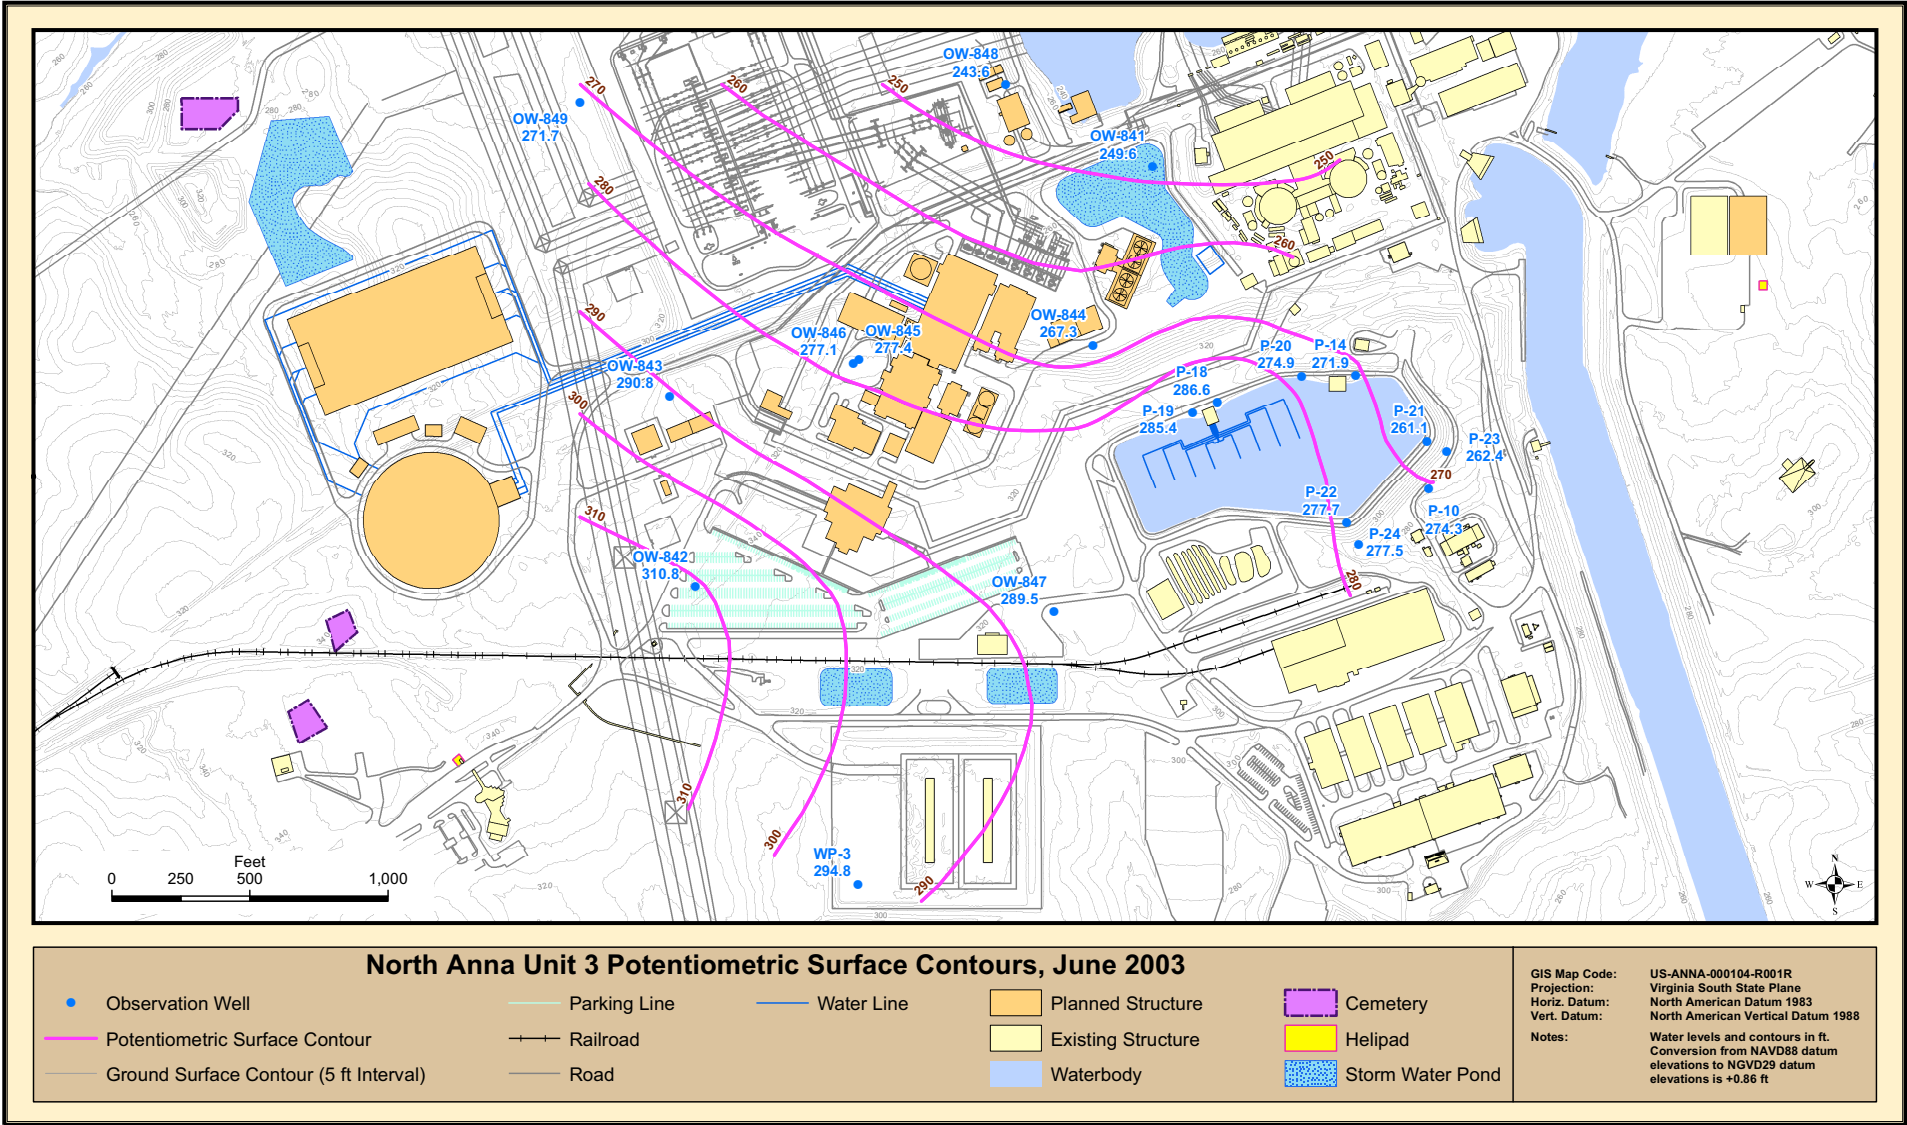 OW-848
243.6
270
260
250
OW-849
271.7
OW-841
249.6
250
280
260
290
OW-844
267.3
OW-846
277.1
OW-845
277.4
P-20
274.9
P-14
271.9
OW-843
290.8
P-18
286.6
300
P-19
285.4
P-21
261.1
P-23
262.4
270
P-22
277.7
P-10
274.3
310
P-24
277.5
OW-842
310.8
OW-847
289.5
280
310
300
WP-3
294.8
290
320
340
300
280
260
Feet
0 250 500 1,000
N
W E
S
North Anna Unit 3 Potentiometric Surface Contours, June 2003
Observation Well
Potentiometric Surface Contour
Ground Surface Contour (5 ft Interval)
Parking Line
Railroad
Road
Water Line
Planned Structure
Existing Structure
Waterbody
Cemetery
Helipad
Storm Water Pond
GIS Map Code: US-ANNA-000104-R001R
Projection: Virginia South State Plane
Horiz. Datum: North American Datum 1983
Vert. Datum: North American Vertical Datum 1988
Notes: Water levels and contours in ft.
Conversion from NAVD88 datum
elevations to NGVD29 datum
elevations is +0.86 ft